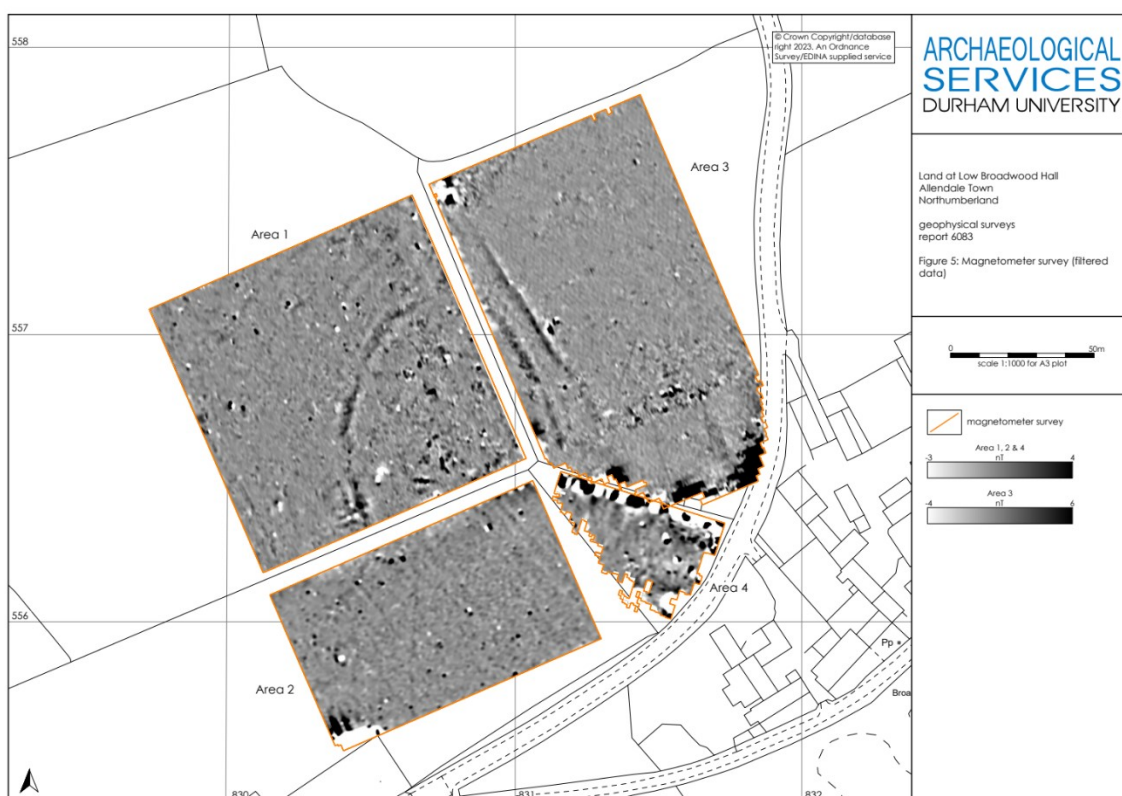 558
© Crown Copyright/database
right 2023. An Ordnance
Survey/EDINA supplied service
ARCHAEOLOGICAL
SERVICES
DURHAM UNIVERSITY
Area 3
Land at Low Broadwood Hall
Allendale Town
Northumberland
geophysical surveys
report 6083
Figure 5: Magnetometer survey (filtered
data)
Area 1
557
0 50m
scale 1:1000 for A3 plot
magnetometer survey
Area 1, 2 & 4
-3 nT 4
Area 3
-4 nT 6
Area 4
556
Pp
Area 2
Broa
830
831
832